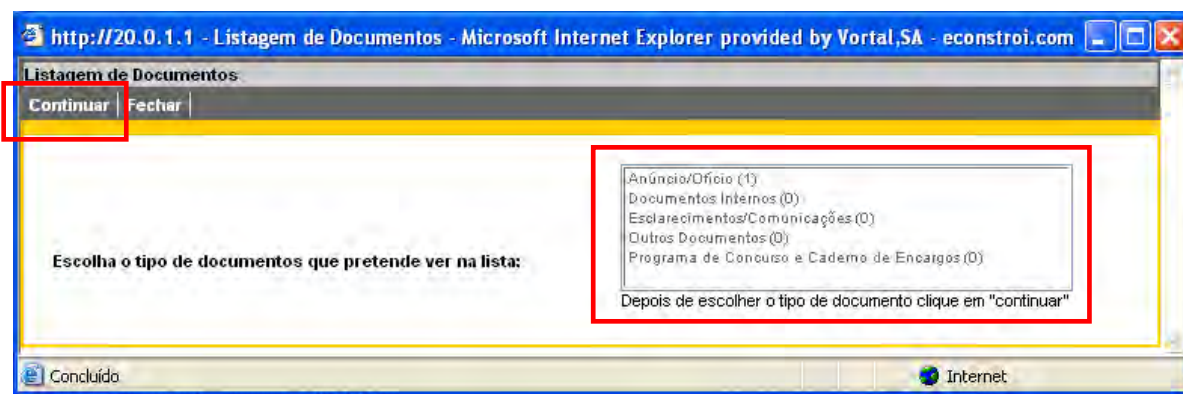 http://20.0.1.1 - Listagem de Documentos - Microsoft Internet Explorer provided by Vortal,SA - econstroi.com
Listagem de Documentos
Continuar | Fechar |
Anúncio/Ofício (1)
Documentos Internos (0)
Esclarecimentos/Comunicações (0)
Outros Documentos (0)
Programa de Concurso e Caderno de Encargos (0)
Escolha o tipo de documentos que pretende ver na lista:
Depois de escolher o tipo de documento clique em "continuar"
Concluído
Internet